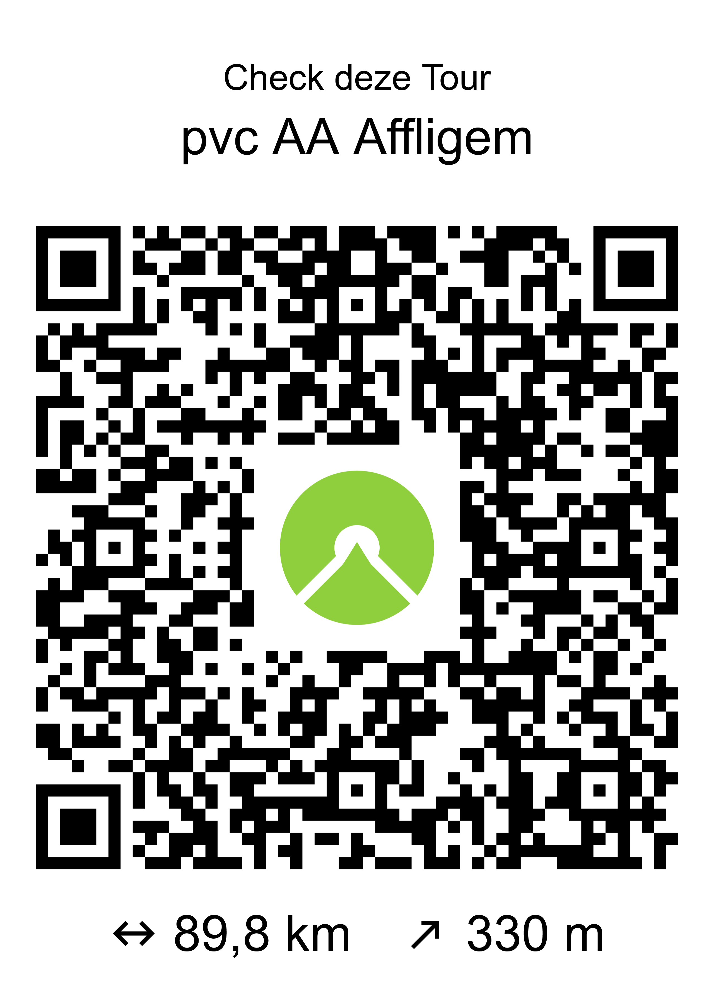 Check deze Tour
pvc AA Affligem
↔ 89,8 km ↗ 330 m